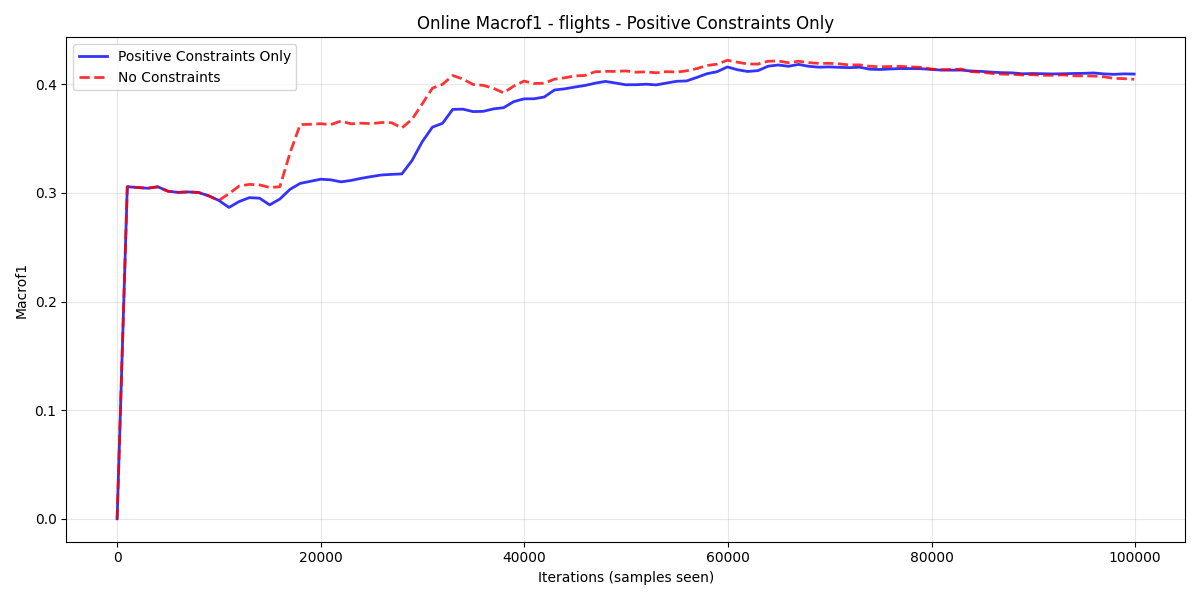 Online Macrof1 - flights - Positive Constraints Only
Positive Constraints Only
No Constraints
Macrof1
0.4
0.3
0.2
0.1
0.0
0 20000 40000 60000 80000 100000
Iterations (samples seen)